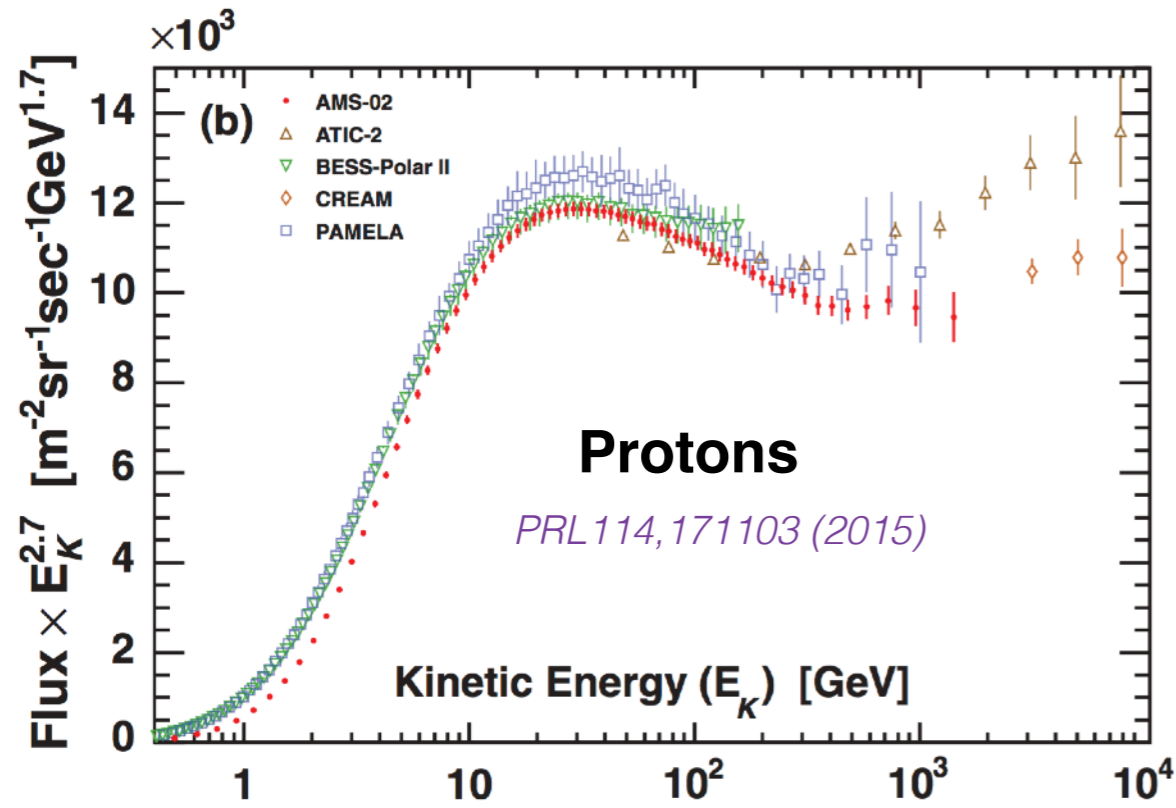 ×10³
Flux × E_K^2.7 [m⁻²sr⁻¹sec⁻¹GeV^1.7]
(b)
AMS-02
ATIC-2
BESS-Polar II
CREAM
PAMELA
14
12
10
8
6
4
2
0
Protons
PRL114,171103 (2015)
Kinetic Energy (E_K) [GeV]
1 10 10² 10³ 10⁴